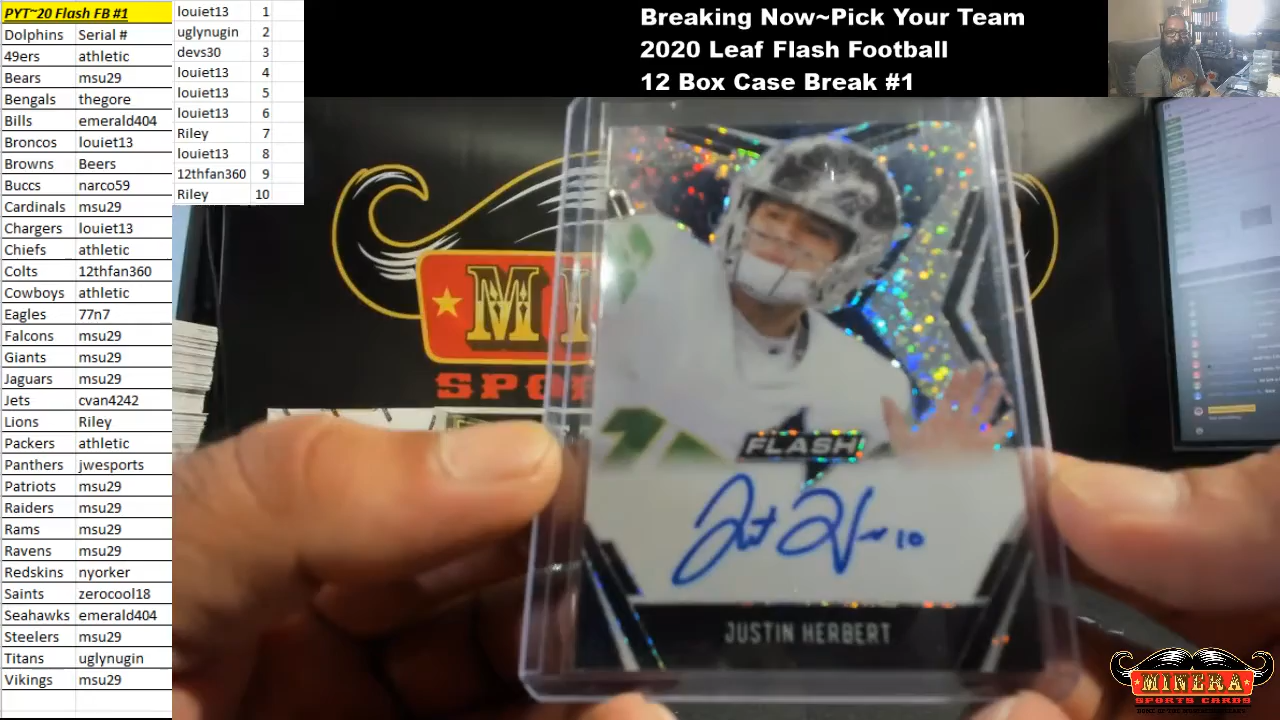 PYT~20 Flash FB #1
Dolphins Serial #
49ers athletic
Bears msu29
Bengals thegore
Bills emerald404
Broncos louiet13
Browns Beers
Buccs narco59
Cardinals msu29
Chargers louiet13
Chiefs athletic
Colts 12thfan360
Cowboys athletic
Eagles 77n7
Falcons msu29
Giants msu29
Jaguars msu29
Jets cvan4242
Lions Riley
Packers athletic
Panthers jwesports
Patriots msu29
Raiders msu29
Rams msu29
Ravens msu29
Redskins nyorker
Saints zerocool18
Seahawks emerald404
Steelers msu29
Titans uglynugin
Vikings msu29
louiet13 1
uglynugin 2
devs30 3
louiet13 4
louiet13 5
louiet13 6
Riley 7
louiet13 8
12thfan360 9
Riley 10
Breaking Now~Pick Your Team
2020 Leaf Flash Football
12 Box Case Break #1
FLASH
10
JUSTIN HERBERT
MINERA
SPORTS CARDS